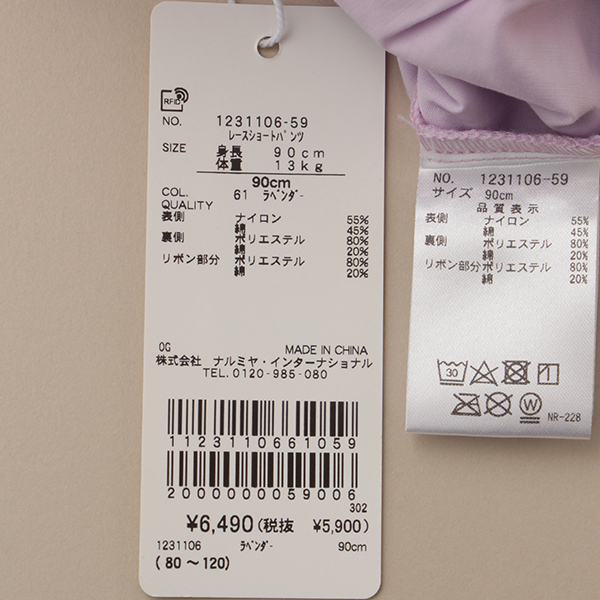 RFID
NO. 1231106-59
レースショートパンツ
SIZE 身長 90cm
体重 13kg
90cm
COL. 61 ラベンダー
QUALITY
表側 ナイロン 55%
綿 45%
裏側 ポリエステル 80%
綿 20%
リボン部分 ポリエステル 80%
綿 20%
OG MADE IN CHINA
株式会社 ナルミヤ・インターナショナル
TEL.0120-985-080
1123110661059
2000000059006
302
¥6,490(税抜 ¥5,900)
1231106 ラベンダー 90cm
(80~120)
NO. 1231106-59
サイズ 90cm
品質表示
表側 ナイロン 55%
綿 45%
裏側 ポリエステル 80%
綿 20%
リボン部分 ポリエステル 80%
綿 20%
30
W
NR-228